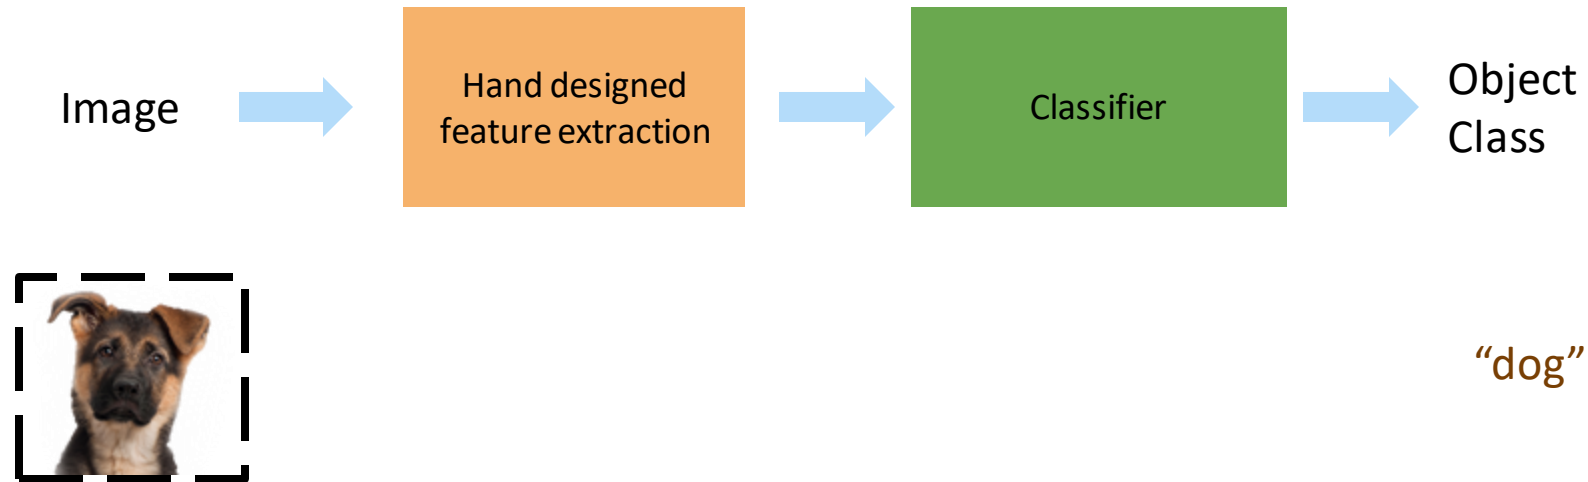 Image
Hand designed
feature extraction
Classifier
Object
Class
“dog”